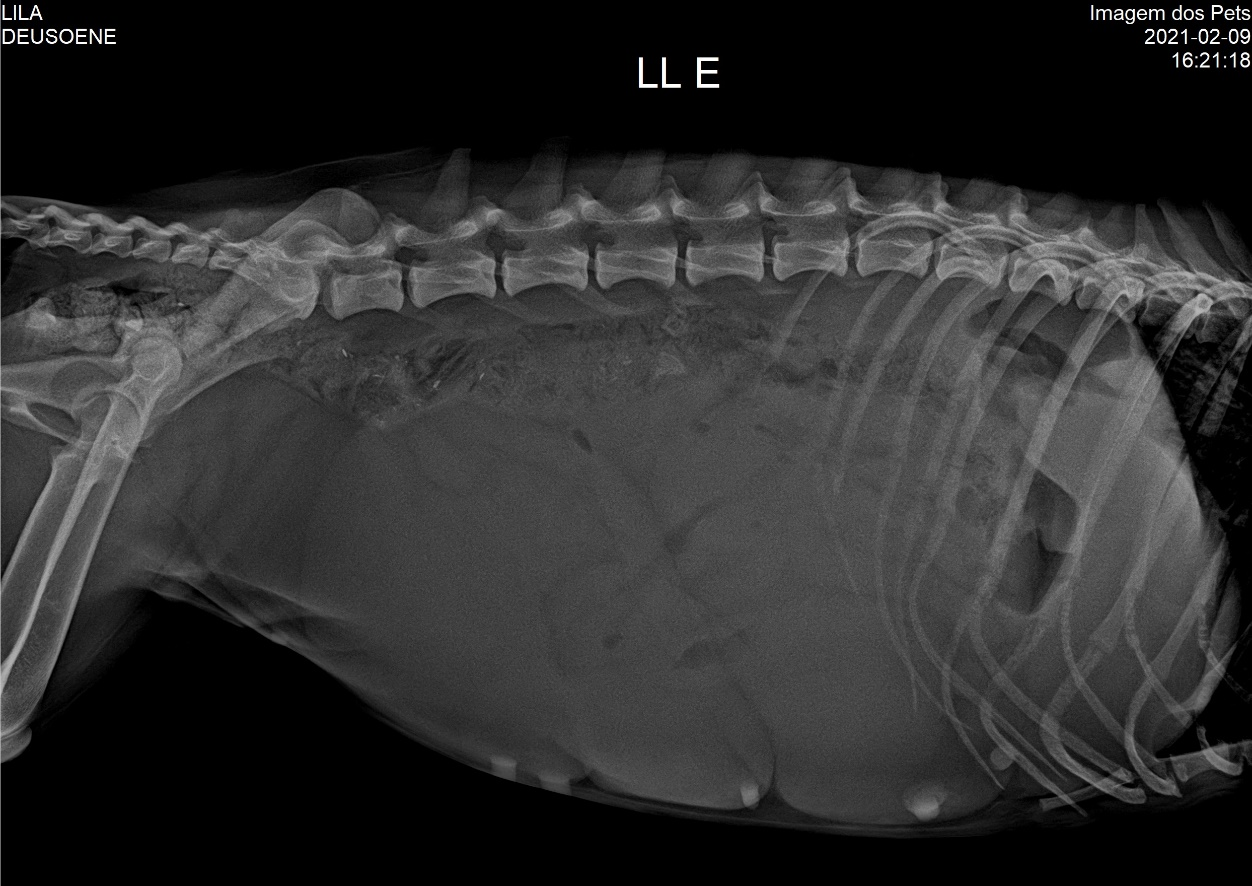 LILA
DEUSOENE
Imagem dos Pets
2021-02-09
16:21:18
LL E